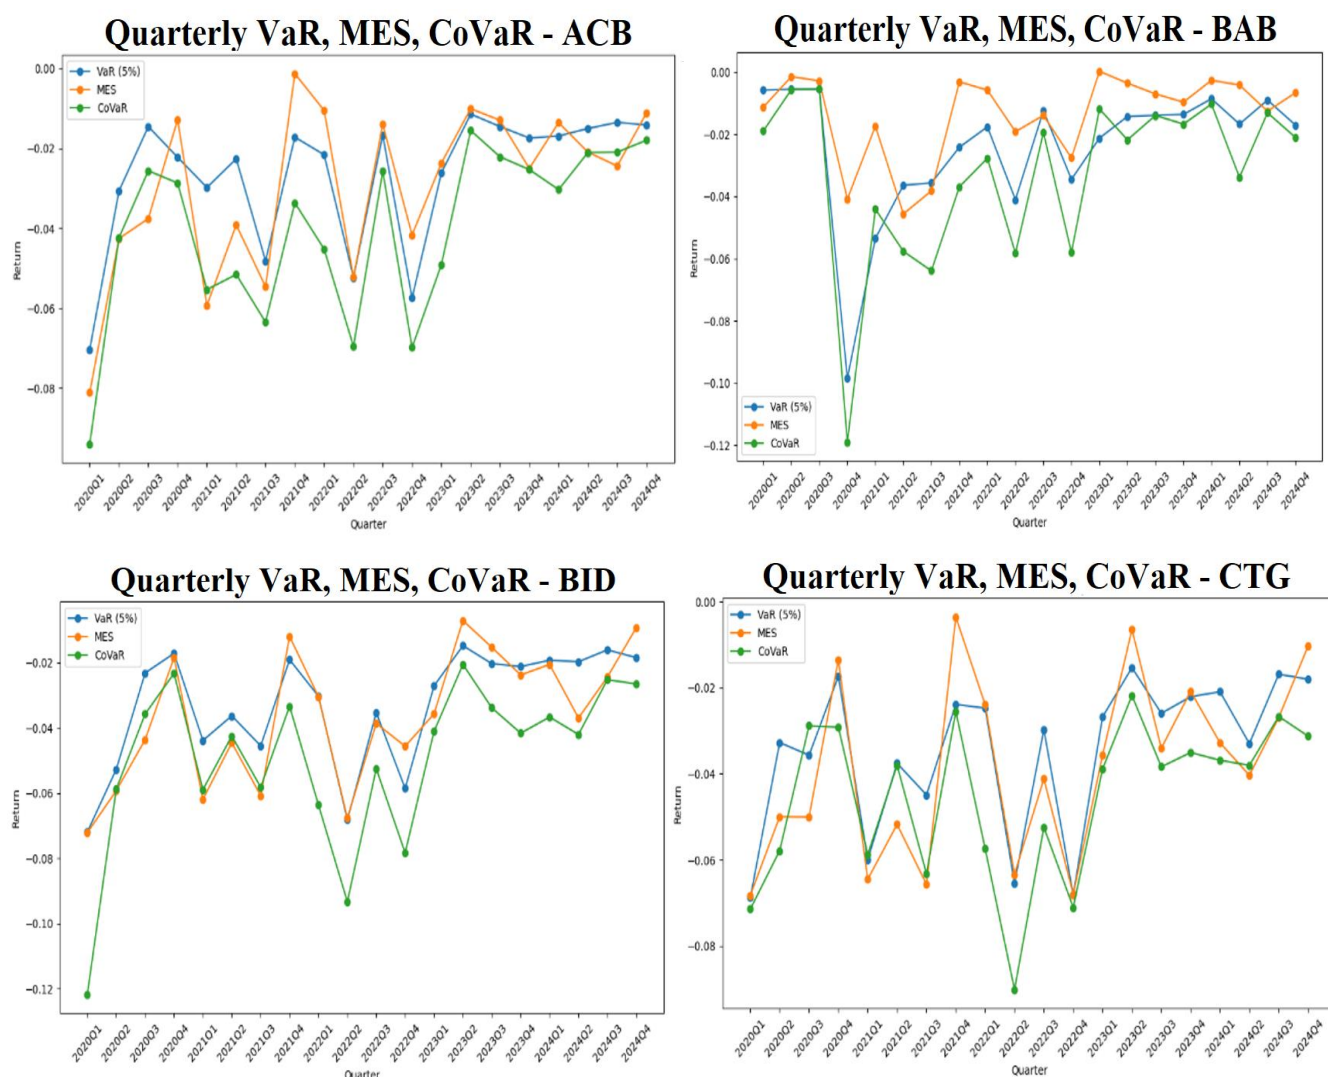 Quarterly VaR, MES, CoVaR - ACB
VaR (5%)
MES
CoVaR
0.00
−0.02
−0.04
−0.06
−0.08
Return
2020Q1 2020Q2 2020Q3 2020Q4 2021Q1 2021Q2 2021Q3 2021Q4 2022Q1 2022Q2 2022Q3 2022Q4 2023Q1 2023Q2 2023Q3 2023Q4 2024Q1 2024Q2 2024Q3 2024Q4
Quarter
Quarterly VaR, MES, CoVaR - BAB
0.00
−0.02
−0.04
−0.06
−0.08
−0.10
−0.12
Return
VaR (5%)
MES
CoVaR
2020Q1 2020Q2 2020Q3 2020Q4 2021Q1 2021Q2 2021Q3 2021Q4 2022Q1 2022Q2 2022Q3 2022Q4 2023Q1 2023Q2 2023Q3 2023Q4 2024Q1 2024Q2 2024Q3 2024Q4
Quarter
Quarterly VaR, MES, CoVaR - BID
VaR (5%)
MES
CoVaR
−0.02
−0.04
−0.06
−0.08
−0.10
−0.12
Return
2020Q1 2020Q2 2020Q3 2020Q4 2021Q1 2021Q2 2021Q3 2021Q4 2022Q1 2022Q2 2022Q3 2022Q4 2023Q1 2023Q2 2023Q3 2023Q4 2024Q1 2024Q2 2024Q3 2024Q4
Quarter
Quarterly VaR, MES, CoVaR - CTG
VaR (5%)
MES
CoVaR
0.00
−0.02
−0.04
−0.06
−0.08
Return
2020Q1 2020Q2 2020Q3 2020Q4 2021Q1 2021Q2 2021Q3 2021Q4 2022Q1 2022Q2 2022Q3 2022Q4 2023Q1 2023Q2 2023Q3 2023Q4 2024Q1 2024Q2 2024Q3 2024Q4
Quarter